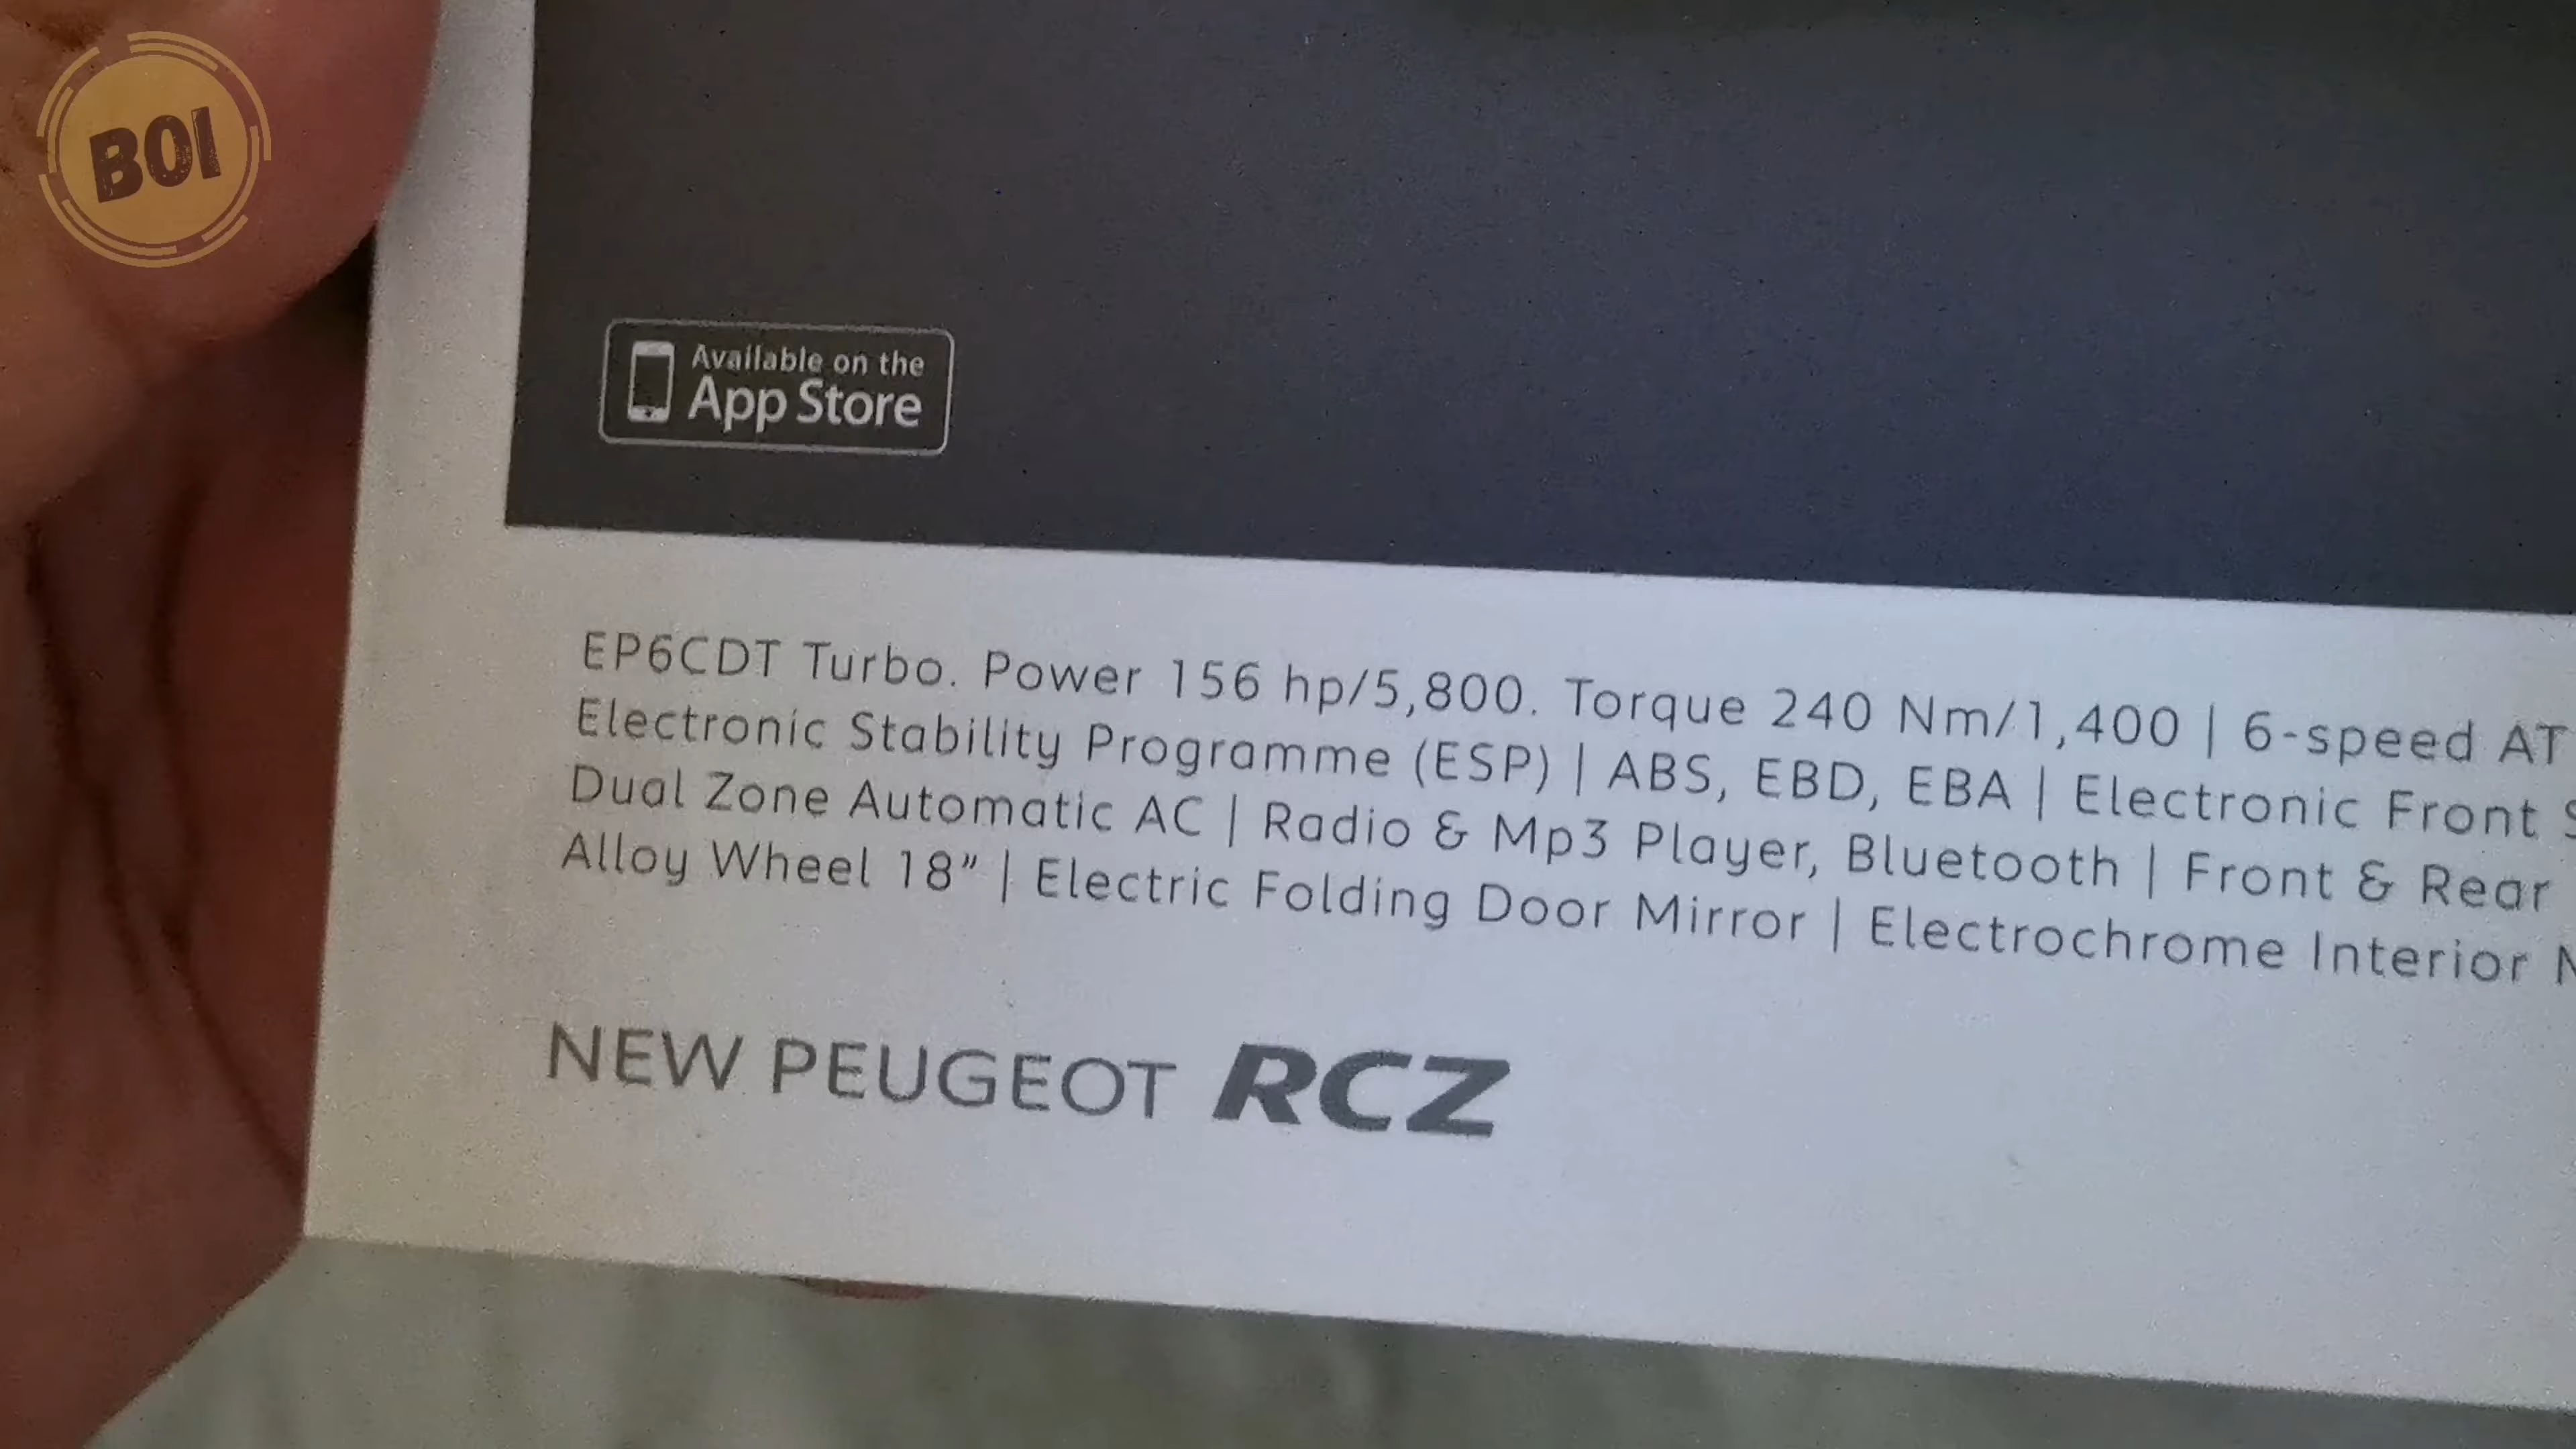 BOI
Available on the
App Store
EP6CDT Turbo. Power 156 hp/5,800. Torque 240 Nm/1,400 | 6-speed AT
Electronic Stability Programme (ESP) | ABS, EBD, EBA | Electronic Front
Dual Zone Automatic AC | Radio & Mp3 Player, Bluetooth | Front & Rear
Alloy Wheel 18” | Electric Folding Door Mirror | Electrochrome Interior
NEW PEUGEOT RCZ